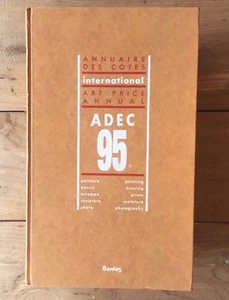 ANNUAIRE
DES COTES
international
ART PRICE
ANNUAL
ADEC
95
peinture painting
dessin drawing
estampe prints
sculpture sculpture
photo photography
Bordas